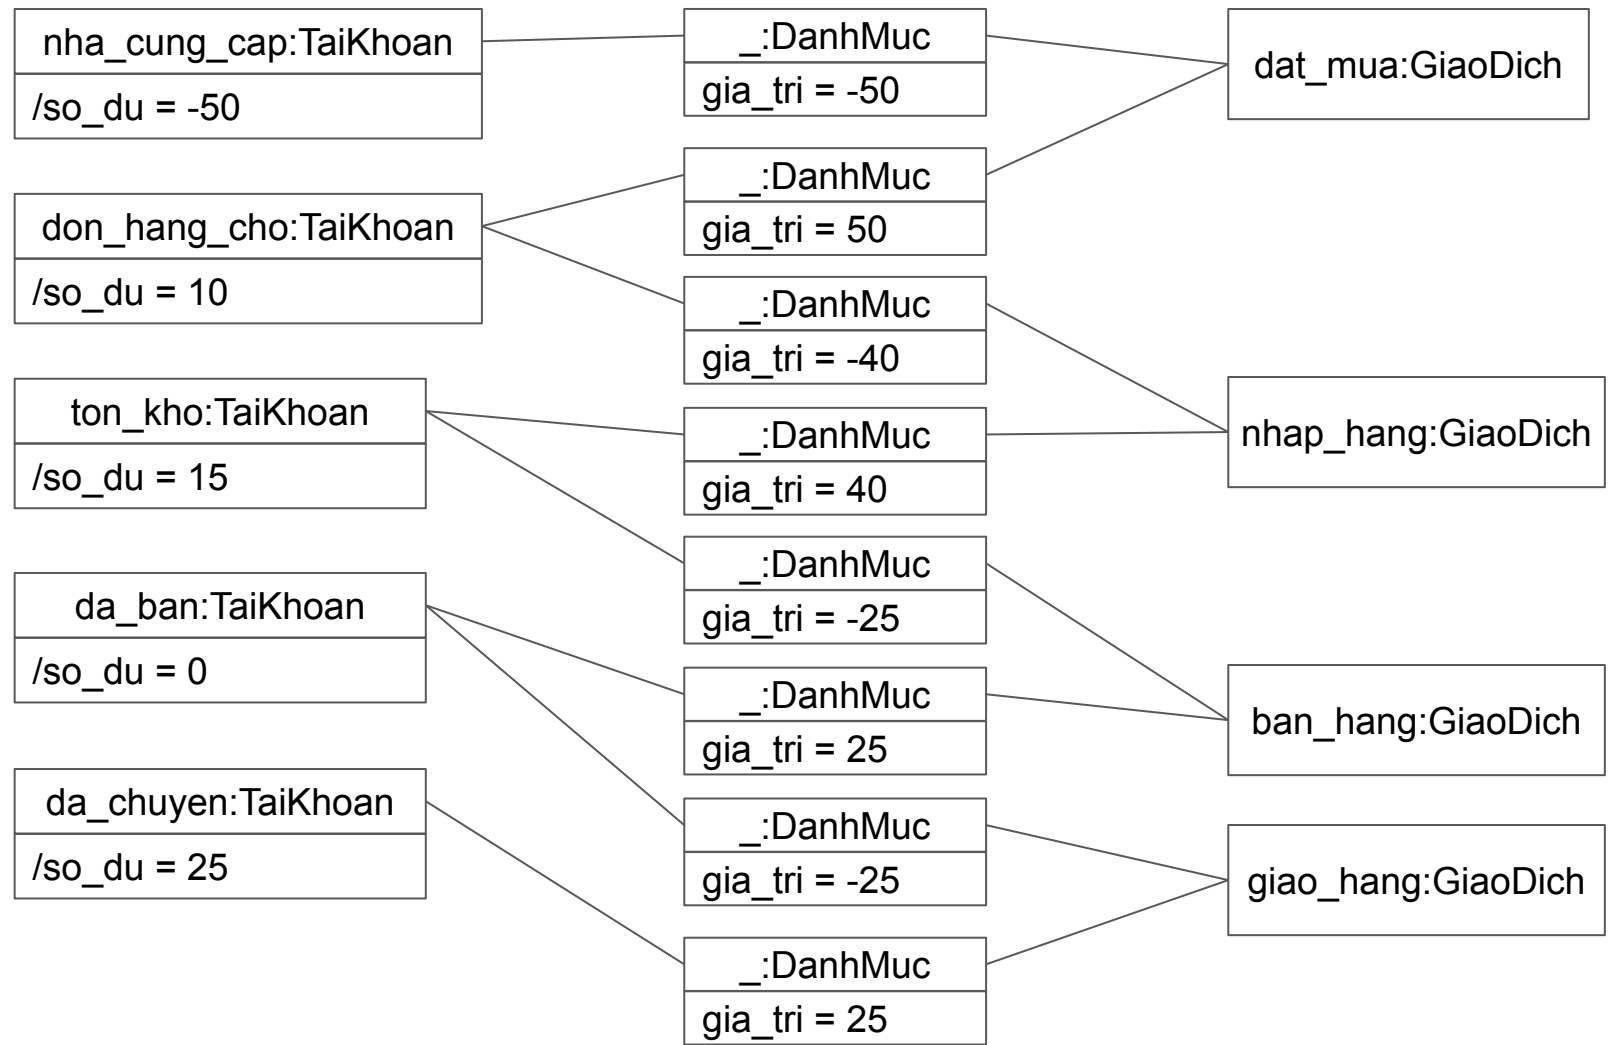 nha_cung_cap:TaiKhoan
/so_du = -50
don_hang_cho:TaiKhoan
/so_du = 10
ton_kho:TaiKhoan
/so_du = 15
da_ban:TaiKhoan
/so_du = 0
da_chuyen:TaiKhoan
/so_du = 25
_:DanhMuc
gia_tri = -50
_:DanhMuc
gia_tri = 50
_:DanhMuc
gia_tri = -40
_:DanhMuc
gia_tri = 40
_:DanhMuc
gia_tri = -25
_:DanhMuc
gia_tri = 25
_:DanhMuc
gia_tri = -25
_:DanhMuc
gia_tri = 25
dat_mua:GiaoDich
nhap_hang:GiaoDich
ban_hang:GiaoDich
giao_hang:GiaoDich